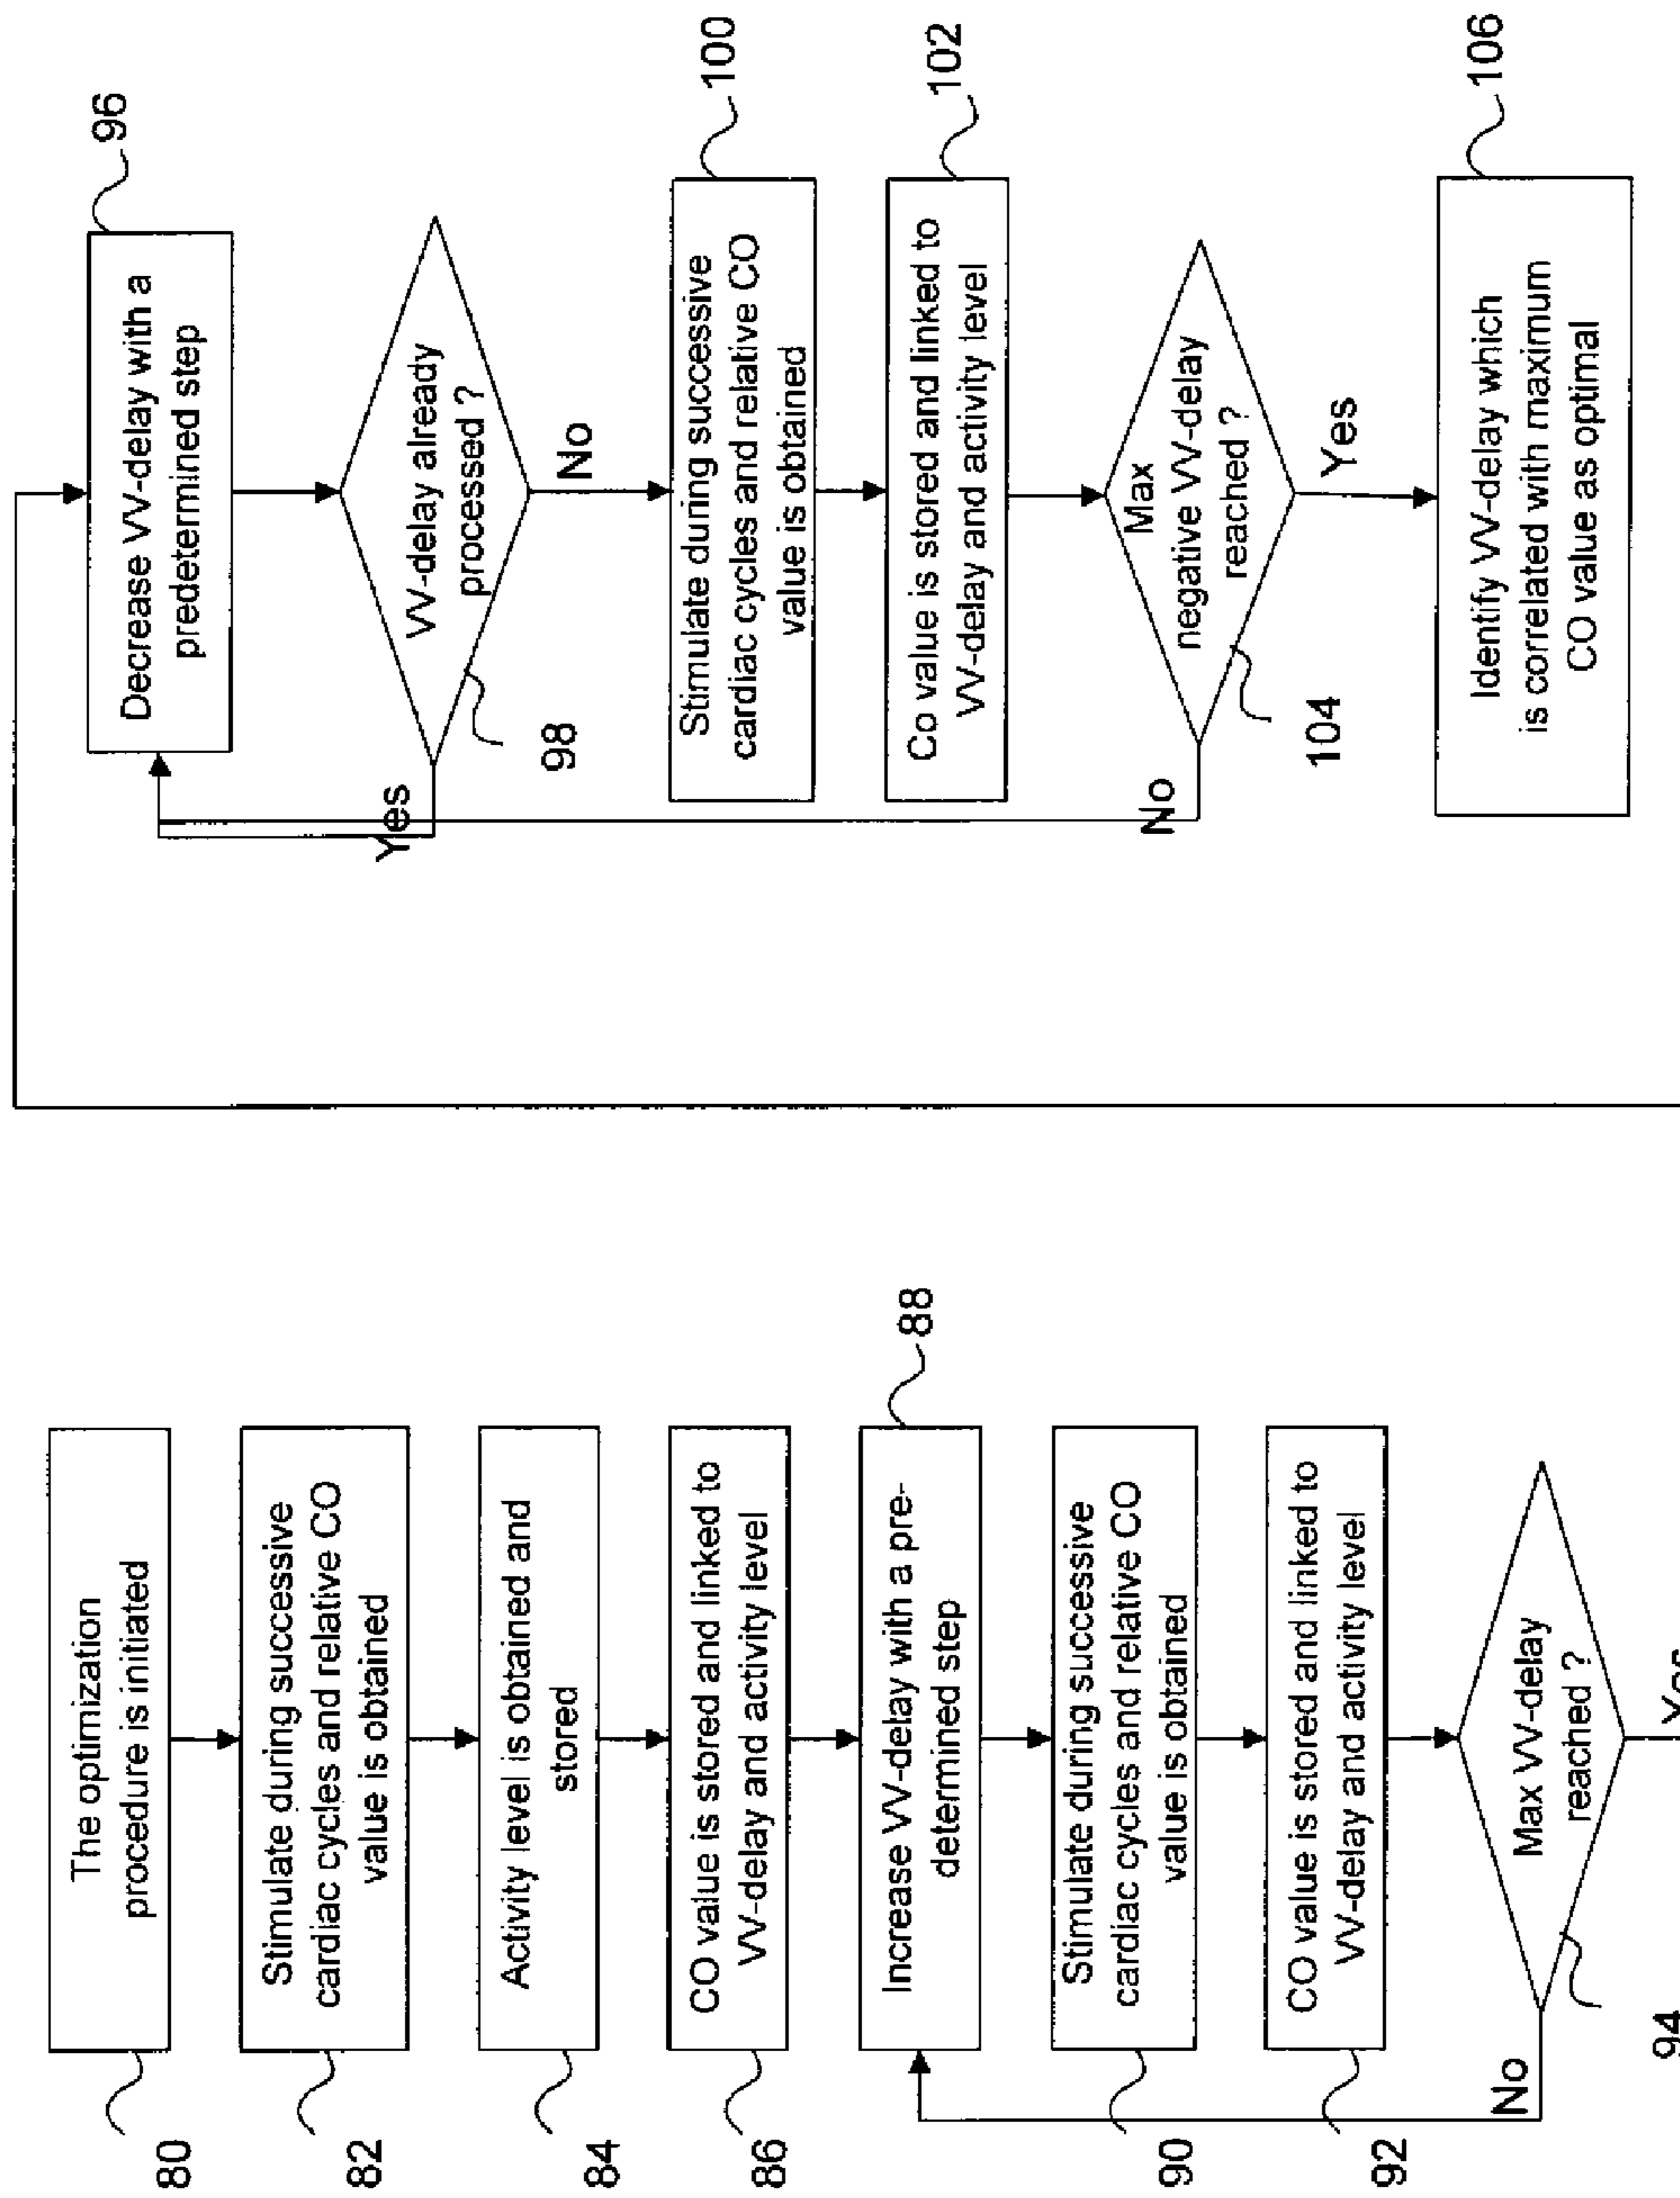 80
The optimization
procedure is initiated
82
Stimulate during successive
cardiac cycles and relative CO
value is obtained
84
Activity level is obtained and
stored
86
CO value is stored and linked to
VV-delay and activity level
88
Increase VV-delay with a pre-
determined step
90
Stimulate during successive
cardiac cycles and relative CO
value is obtained
92
CO value is stored and linked to
VV-delay and activity level
94
Max VV-delay
reached ?
No
Yes
96
Decrease VV-delay with a
predetermined step
98
VV-delay already
processed ?
Yes
No
100
Stimulate during successive
cardiac cycles and relative CO
value is obtained
102
Co value is stored and linked to
VV-delay and activity level
104
Max
negative VV-delay
reached ?
No
Yes
106
Identify VV-delay which
is correlated with maximum
CO value as optimal